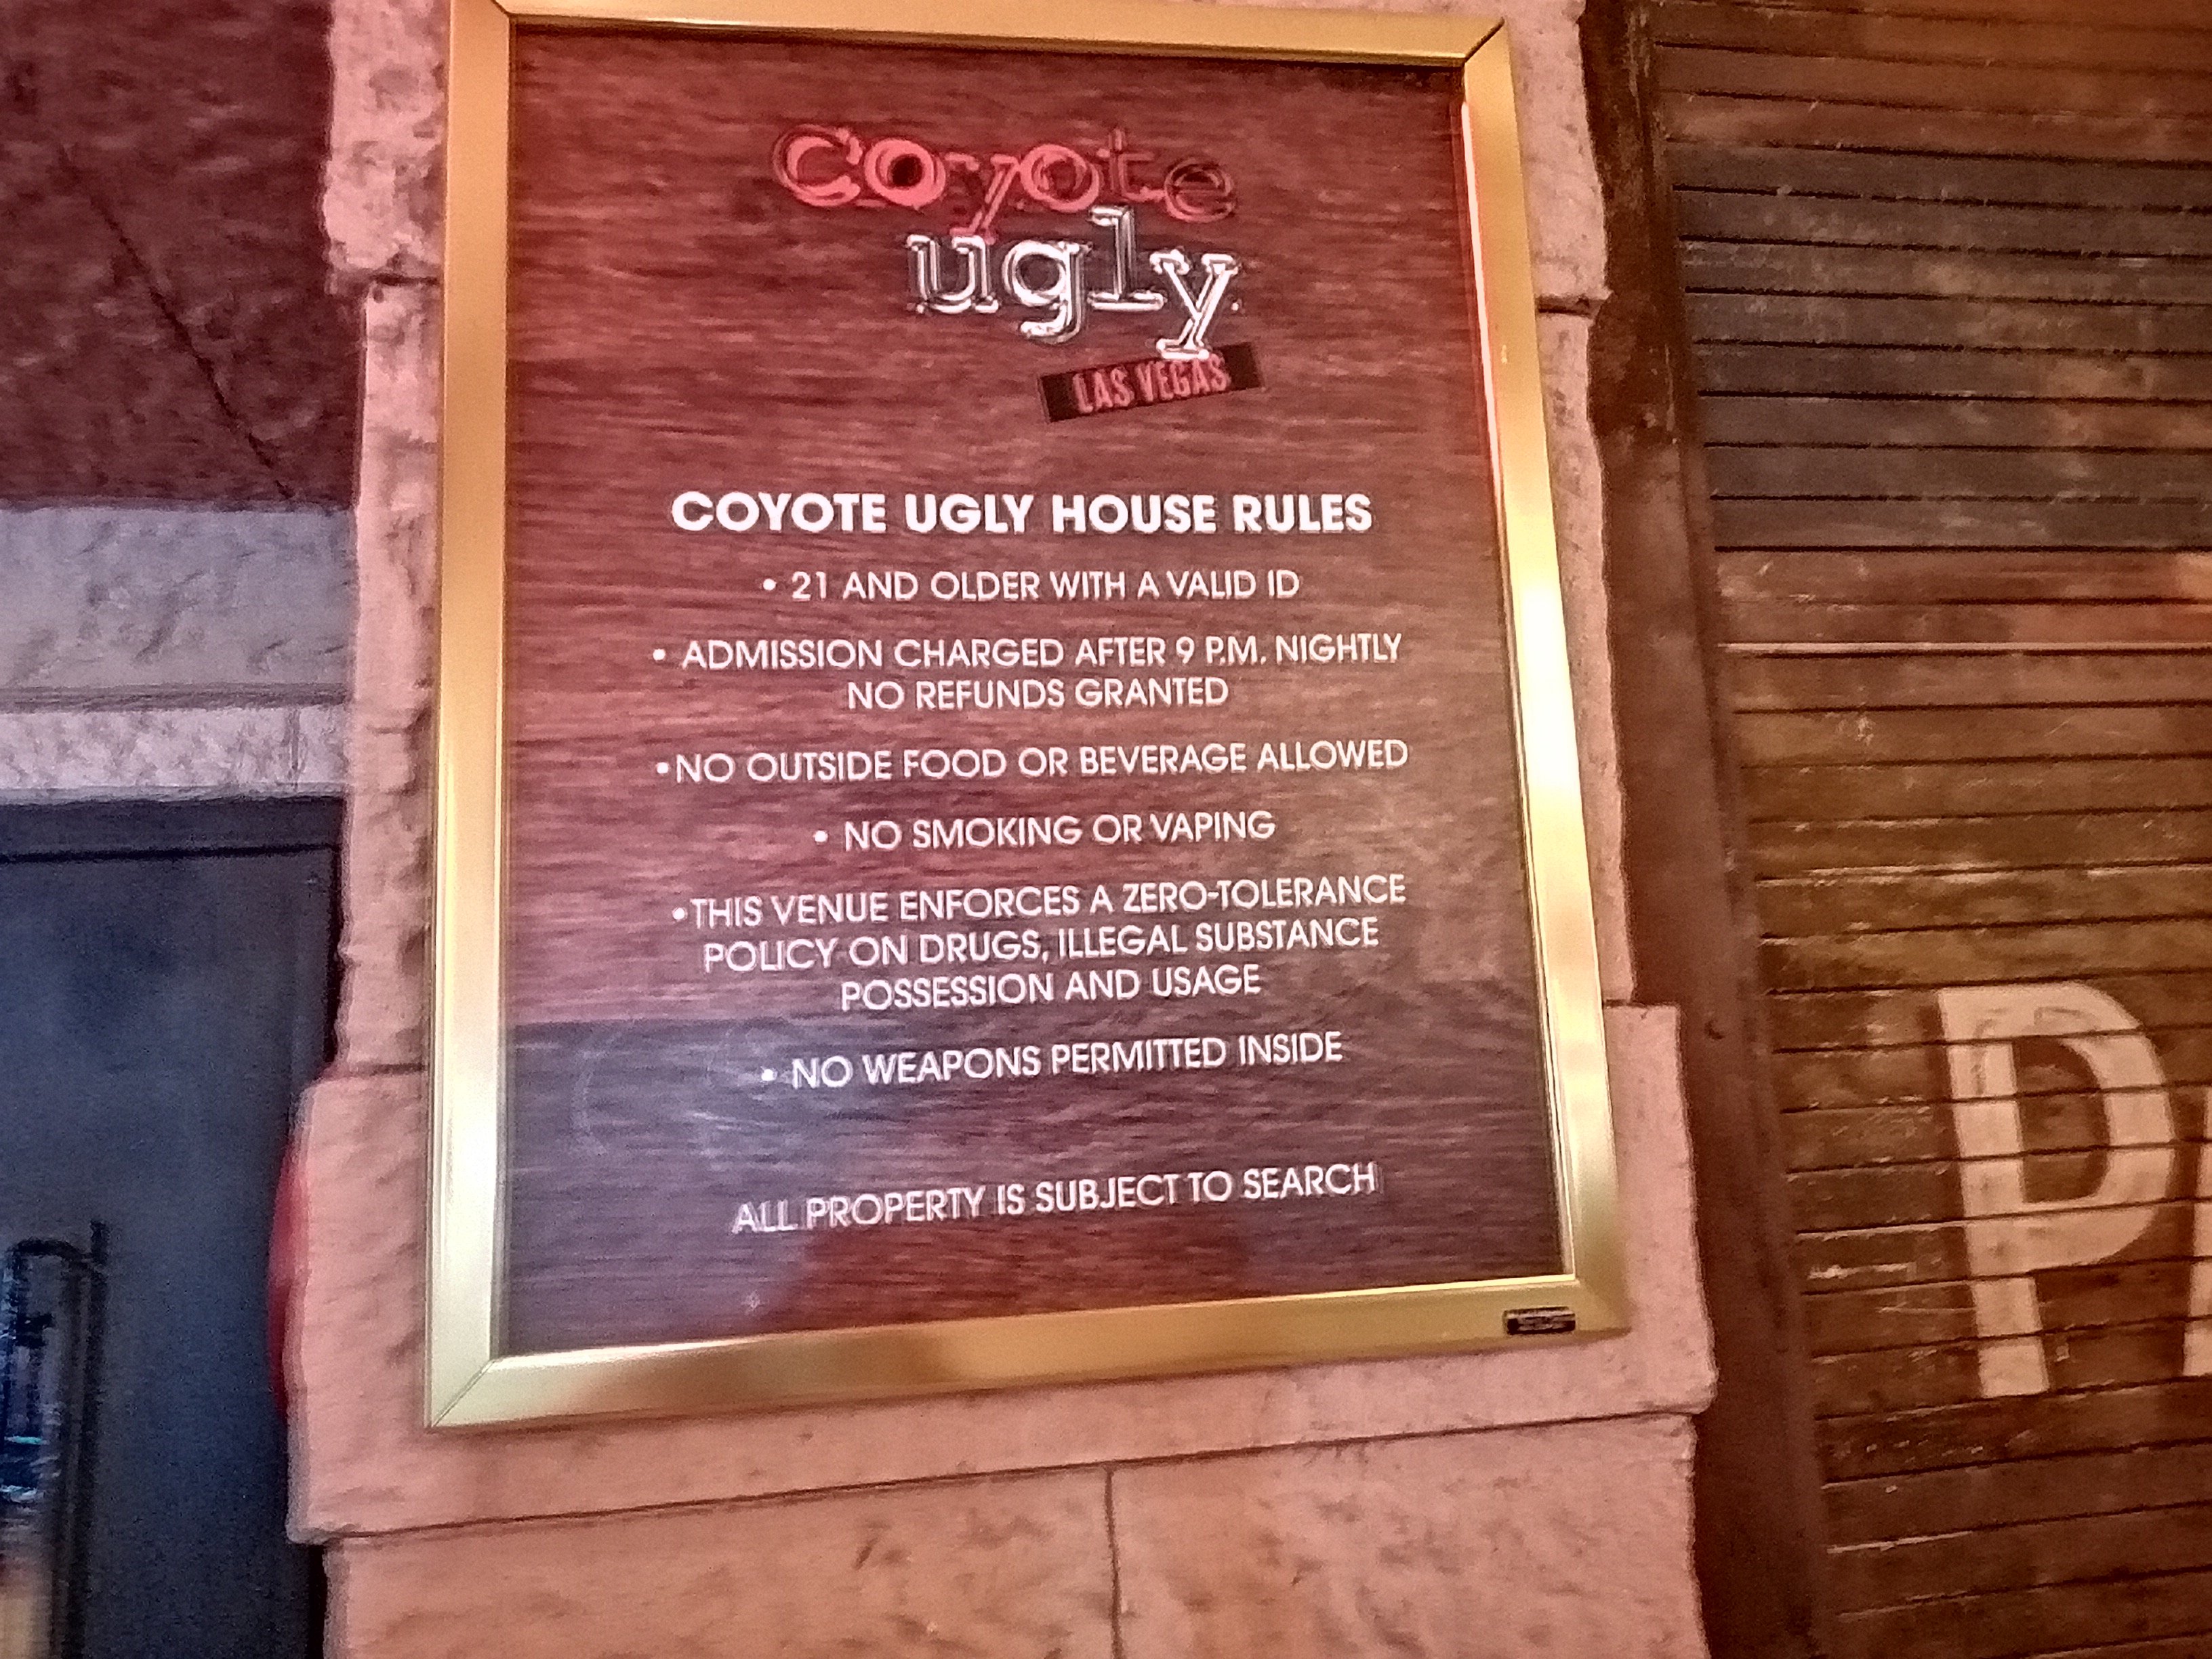 coyote
ugly
LAS VEGAS
COYOTE UGLY HOUSE RULES
• 21 AND OLDER WITH A VALID ID
• ADMISSION CHARGED AFTER 9 P.M. NIGHTLY
NO REFUNDS GRANTED
• NO OUTSIDE FOOD OR BEVERAGE ALLOWED
• NO SMOKING OR VAPING
• THIS VENUE ENFORCES A ZERO-TOLERANCE
POLICY ON DRUGS, ILLEGAL SUBSTANCE
POSSESSION AND USAGE
• NO WEAPONS PERMITTED INSIDE
ALL PROPERTY IS SUBJECT TO SEARCH
P